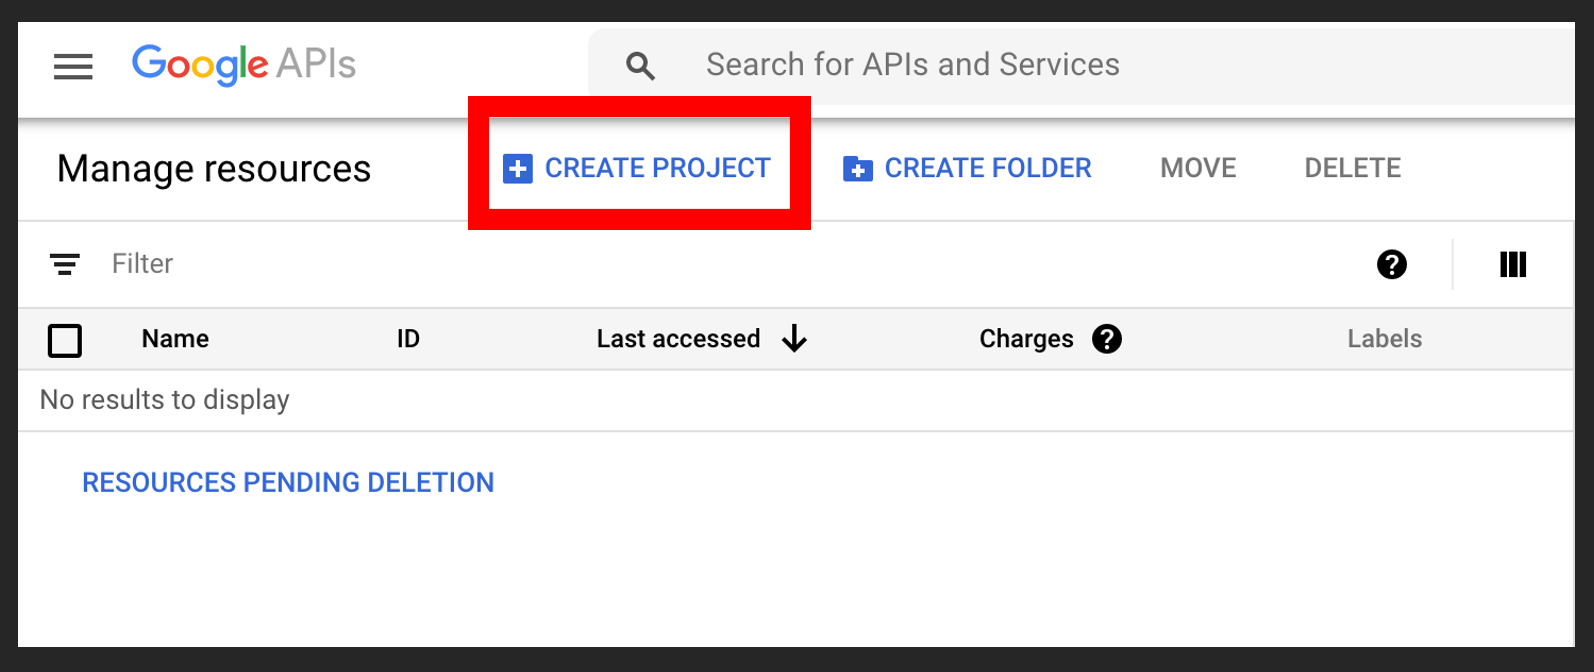 Google APIs
Search for APIs and Services
Manage resources
CREATE PROJECT
CREATE FOLDER
MOVE
DELETE
Filter
Name
ID
Last accessed
Charges
Labels
No results to display
RESOURCES PENDING DELETION